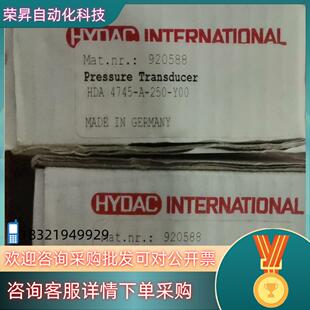 荣昇自动化科技
HYDAC INTERNATIONAL
Mat.nr.: 920588
Pressure Transducer
HDA 4745-A-250-Y00
MADE IN GERMANY
HYDAC INTERNATIONAL
Mat.nr.: 920588
8321949929
欢迎咨询采购批发可对公开票
咨询客服详情下单采购